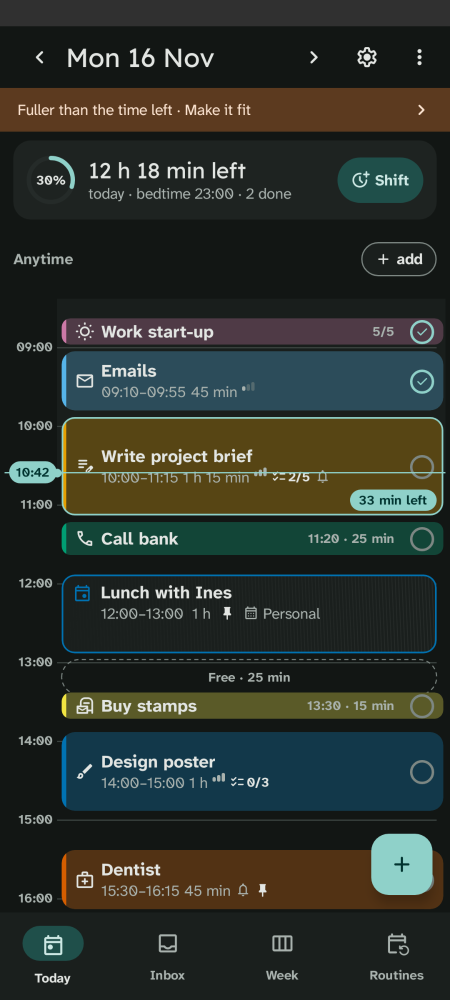 Mon 16 Nov
Fuller than the time left · Make it fit
30%
12 h 18 min left
today · bedtime 23:00 · 2 done
Shift
Anytime
+ add
Work start-up 5/5
09:00
Emails
09:10–09:55 45 min
10:00
Write project brief
10:42
10:00–11:15 1 h 15 min 2/5
33 min left
11:00
Call bank 11:20 · 25 min
12:00
Lunch with Ines
12:00–13:00 1 h Personal
13:00
Free · 25 min
Buy stamps 13:30 · 15 min
14:00
Design poster
14:00–15:00 1 h 0/3
15:00
Dentist
15:30–16:15 45 min
16:00
Today
Inbox
Week
Routines